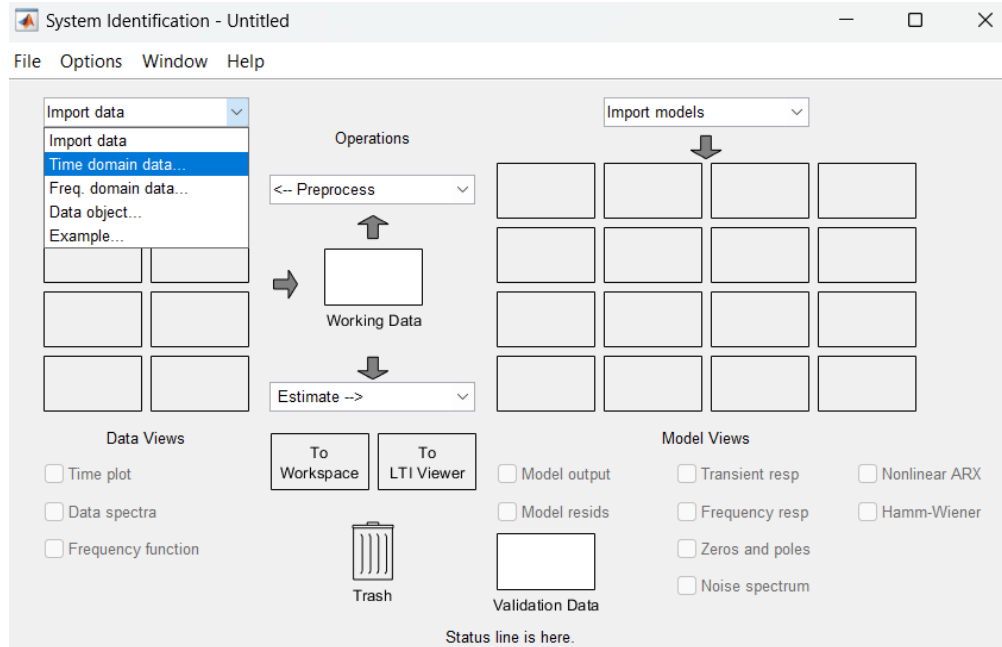 System Identification - Untitled
File Options Window Help
Import data
Import data
Time domain data...
Freq. domain data...
Data object...
Example...
Operations
<-- Preprocess
Working Data
Estimate -->
To
Workspace
To
LTI Viewer
Import models
Data Views
Time plot
Data spectra
Frequency function
Trash
Model Views
Model output
Model resids
Transient resp
Frequency resp
Zeros and poles
Noise spectrum
Nonlinear ARX
Hamm-Wiener
Validation Data
Status line is here.